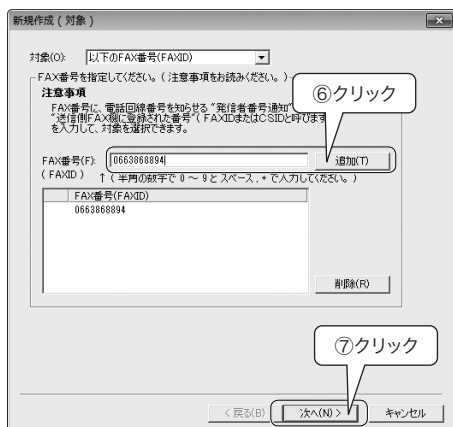 新規作成 ( 対象 )
対象(O): 以下のFAX番号(FAXID)
FAX番号を指定してください。( 注意事項をお読みください。)
注意事項
FAX番号に、電話回線番号を知らせる “発信者番号通知”
“送信側FAX機に登録された番号” ( FAXIDまたはCSIDと呼びます
を入力して、対象を選択できます。
⑥クリック
FAX番号(F): 0663868894 追加(T)
( FAXID ) ↑ ( 半角の数字で 0 ～ 9 と スペース , + で入力してください。 )
FAX番号(FAXID)
0663868894
削除(R)
⑦クリック
< 戻る(B) 次へ(N) > キャンセル